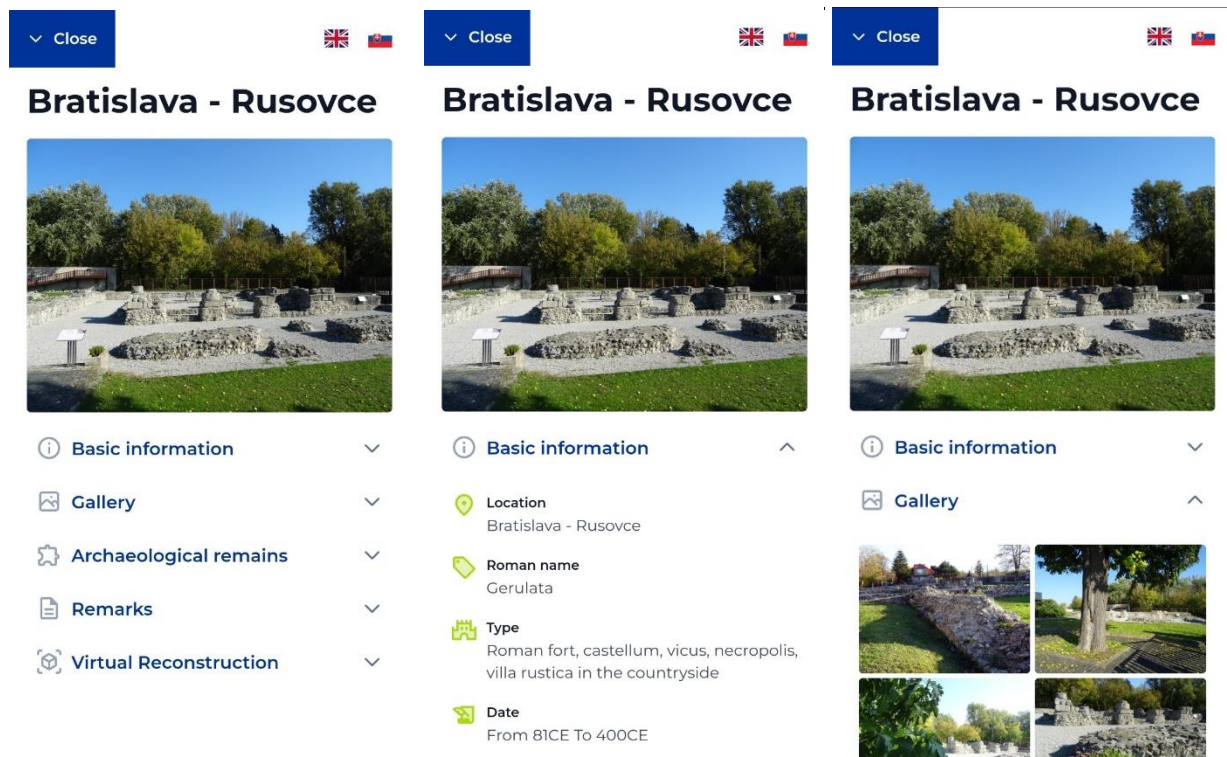 Close
Bratislava - Rusovce
Basic information
Gallery
Archaeological remains
Remarks
Virtual Reconstruction
Close
Bratislava - Rusovce
Basic information
Location
Bratislava - Rusovce
Roman name
Gerulata
Type
Roman fort, castellum, vicus, necropolis,
villa rustica in the countryside
Date
From 81CE To 400CE
Close
Bratislava - Rusovce
Basic information
Gallery